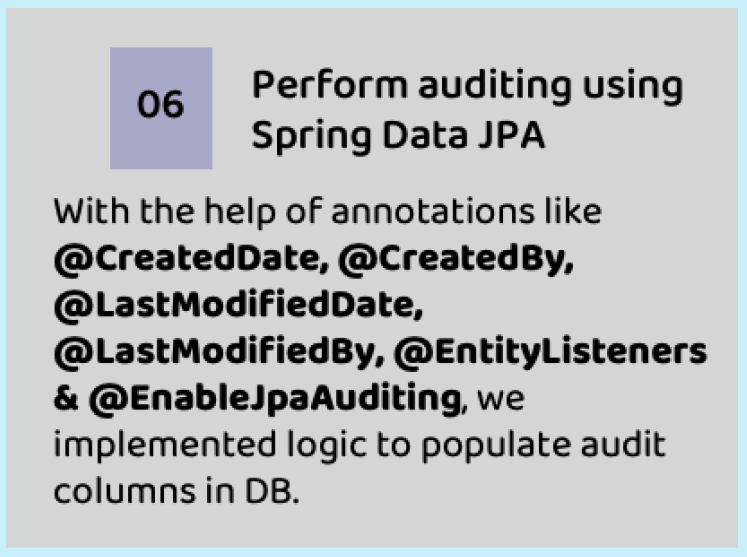 06
Perform auditing using
Spring Data JPA
With the help of annotations like
@CreatedDate, @CreatedBy,
@LastModifiedDate,
@LastModifiedBy, @EntityListeners
& @EnableJpaAuditing, we
implemented logic to populate audit
columns in DB.